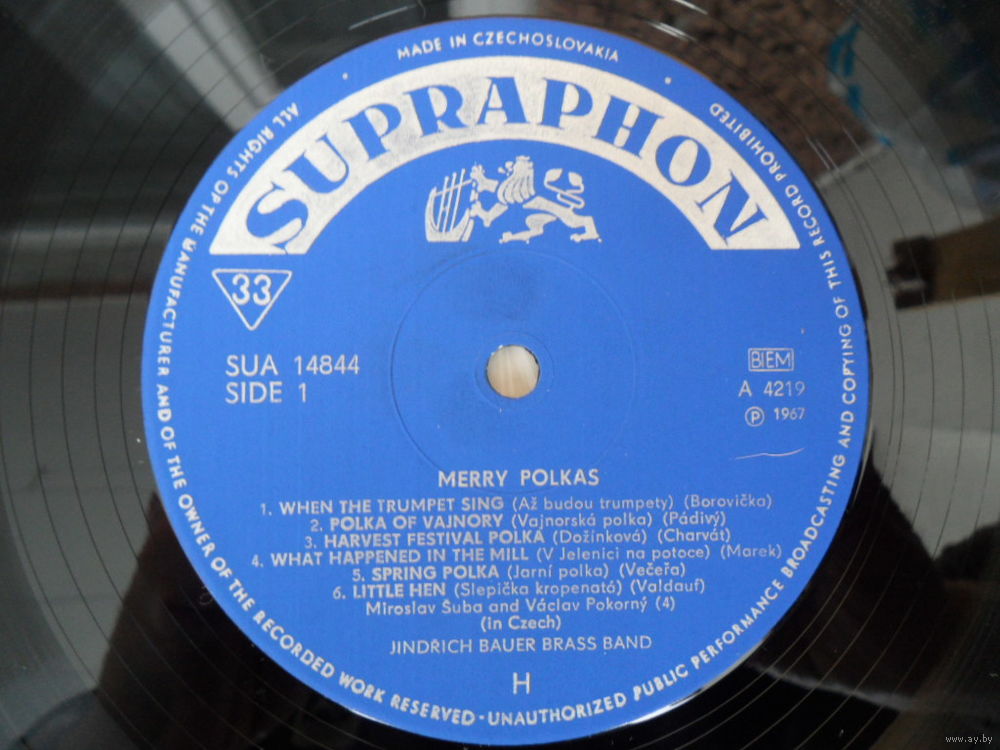 MADE IN CZECHOSLOVAKIA
SUPRAPHON
33
SUA 14844
SIDE 1
BIEM
A 4219
Ⓟ 1967
MERRY POLKAS
1. WHEN THE TRUMPET SING (Až budou trumpety) (Borovička)
2. POLKA OF VAJNORY (Vajnorská polka) (Pádivý)
3. HARVEST FESTIVAL POLKA (Dožínková) (Charvát)
4. WHAT HAPPENED IN THE MILL (V Jelenici na potoce) (Marek)
5. SPRING POLKA (Jarní polka) (Večeřa)
6. LITTLE HEN (Slepička kropenatá) (Valdauf)
Miroslav Šuba and Václav Pokorný (4)
(in Czech)
JINDŘICH BAUER BRASS BAND
H
ALL RIGHTS OF THE MANUFACTURER AND OF THE OWNER OF THE RECORDED WORK RESERVED · UNAUTHORIZED PUBLIC PERFORMANCE BROADCASTING AND COPYING OF THIS RECORD PROHIBITED
www.ay.by